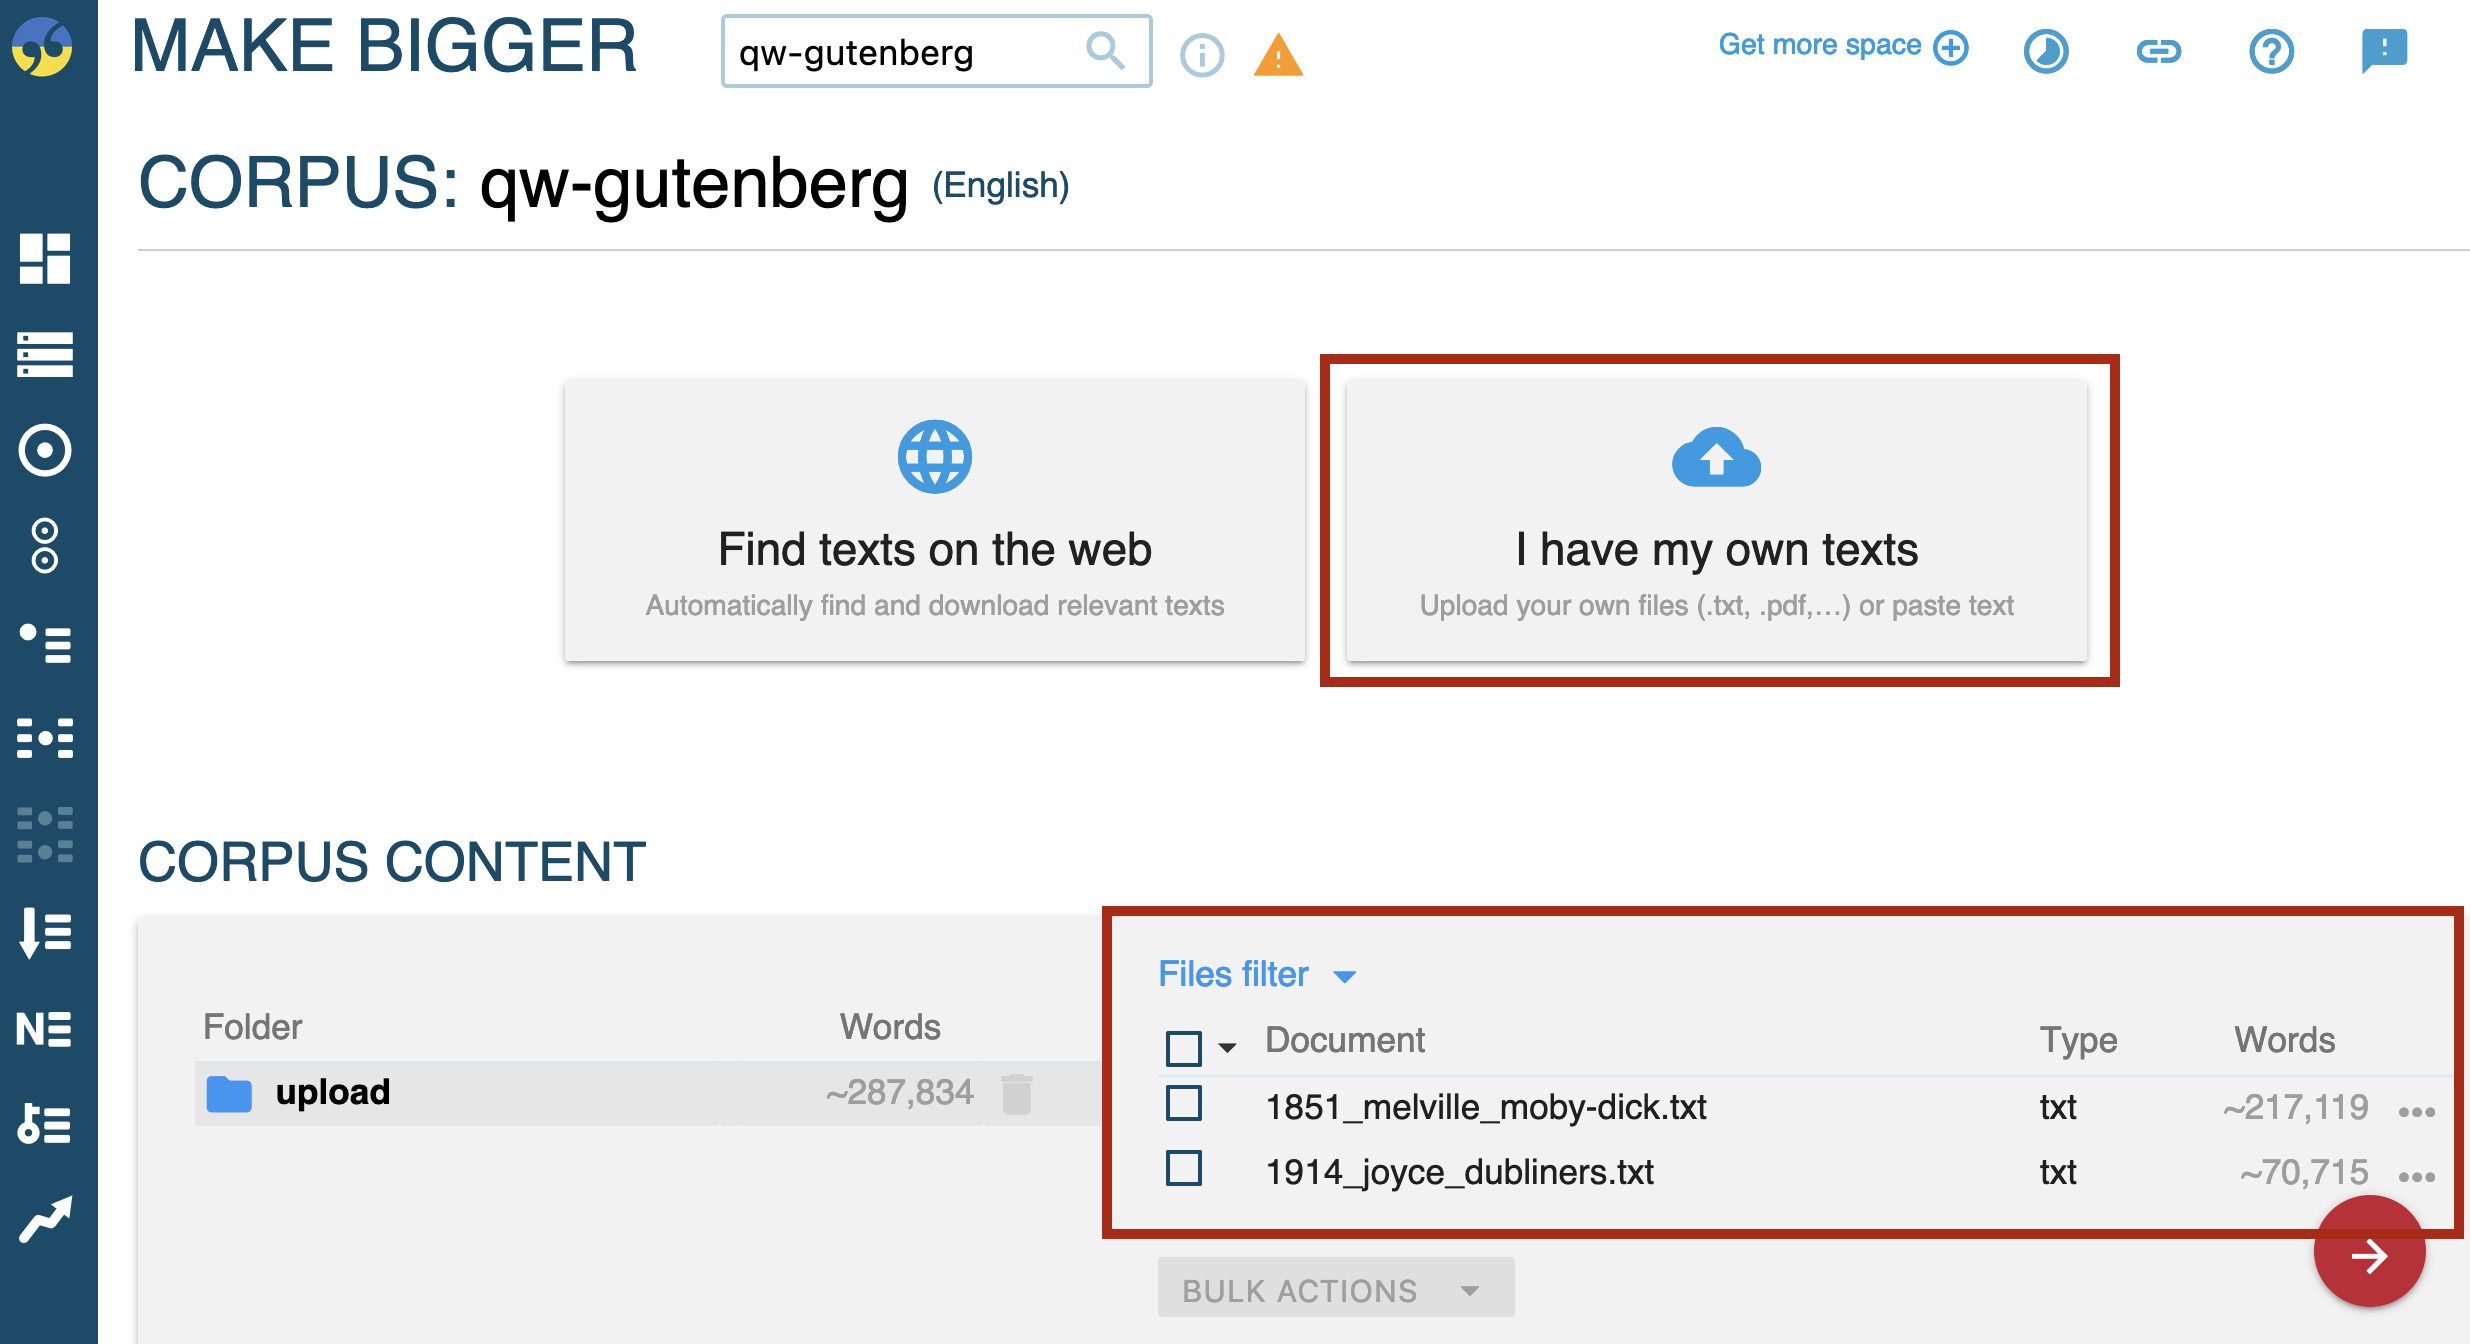 MAKE BIGGER
qw-gutenberg
Get more space
CORPUS: qw-gutenberg (English)
Find texts on the web
Automatically find and download relevant texts
I have my own texts
Upload your own files (.txt, .pdf,...) or paste text
CORPUS CONTENT
Folder Words
upload ~287,834
Files filter
Document Type Words
1851_melville_moby-dick.txt txt ~217,119
1914_joyce_dubliners.txt txt ~70,715
BULK ACTIONS